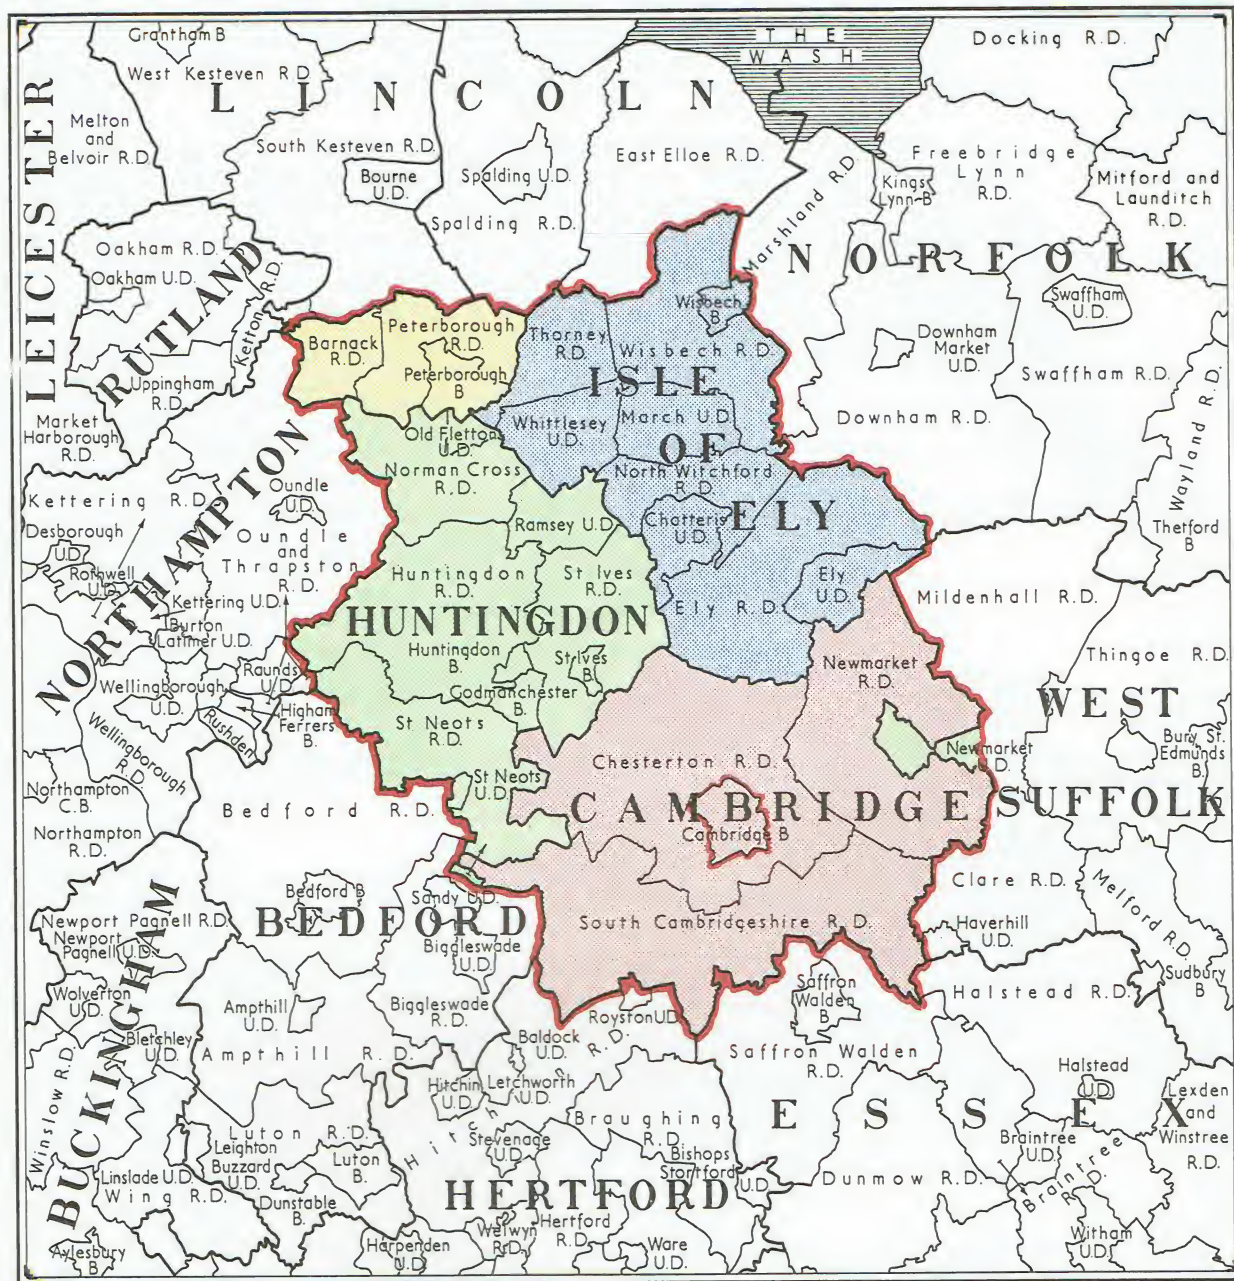 THE
WASH
Grantham B
West Kesteven R.D.
LINCOLN
Docking R.D.
LEICESTER
Melton
and
Belvoir R.D.
South Kesteven R.D.
Bourne
U.D.
Spalding U.D.
Spalding R.D.
East Elloe R.D.
Marshland R.D.
Kings
Lynn B
Freebridge
Lynn
R.D.
Mitford and
Launditch
R.D.
NORFOLK
Oakham R.D.
Oakham U.D.
RUTLAND
Ketton R.D.
Uppingham
R.D.
Market
Harborough
R.D.
Barnack
R.D.
Peterborough
R.D.
Peterborough
B
Thorney
R.D.
Wisbech
B
Wisbech R.D.
ISLE
OF
ELY
Whittlesey
U.D.
March U.D.
North Witchford
R.D.
Chatteris
U.D.
Ely
U.D.
Ely R.D.
Swaffham
U.D.
Downham
Market
U.D.
Swaffham R.D.
Downham R.D.
Wayland R.D.
Thetford
B
Old Fletton
U.D.
Norman Cross
R.D.
Ramsey U.D.
Huntingdon
R.D.
St Ives
R.D.
HUNTINGDON
Huntingdon
B.
St Ives
B
Godmanchester
B.
St Neots
R.D.
St Neots
U.D.
NORTHAMPTON
Kettering R.D.
Desborough
U.D.
Rothwell
U.D.
Kettering U.D.
Burton
Latimer U.D.
Oundle
U.D.
Oundle
and
Thrapston
R.D.
Raunds
U.D.
Wellingborough
U.D.
Rushden
Higham
Ferrers
B.
Wellingborough
R.D.
Northampton
C.B.
Northampton
R.D.
Newmarket
R.D.
Newmarket
U.D.
Chesterton R.D.
CAMBRIDGE
Cambridge B
South Cambridgeshire R.D.
Mildenhall R.D.
Thingoe R.D.
WEST
SUFFOLK
Bury St.
Edmunds
B.
Clare R.D.
Melford R.D.
Haverhill
U.D.
Sudbury
B
Bedford R.D.
Bedford B
BEDFORD
Sandy U.D.
Biggleswade
U.D.
Biggleswade
R.D.
Ampthill
U.D.
Ampthill R.D.
Luton R.D.
Leighton
Buzzard
U.D.
Luton
B.
Dunstable
B.
BUCKINGHAM
Newport Pagnell R.D.
Newport
Pagnell U.D.
Wolverton
U.D.
Bletchley
U.D.
Winslow R.D.
Linslade U.D.
Wing R.D.
Aylesbury
B
HERTFORD
Royston U.D.
Baldock
U.D.
Hitchin R.D.
Hitchin
U.D.
Letchworth
U.D.
Stevenage
U.D.
Braughing
R.D.
Bishops
Stortford
U.D.
Welwyn
R.D.
Hertford
R.D.
Harpenden
U.D.
Ware
U.D.
ESSEX
Saffron
Walden
B
Saffron Walden
R.D.
Halstead R.D.
Halstead
U.D.
Lexden
and
Winstree
R.D.
Braintree
U.D.
Braintree
R.D.
Dunmow R.D.
Witham
U.D.